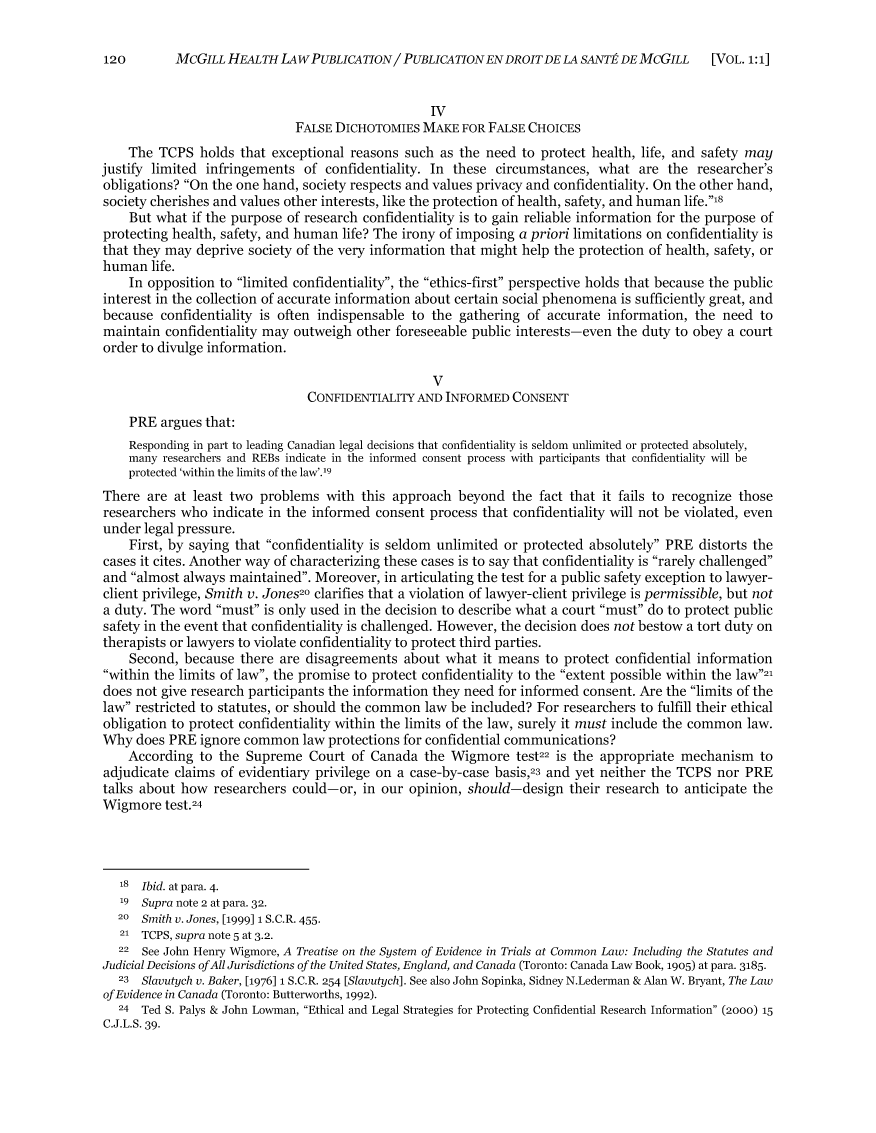 120 MCGILL HEALTH LAW PUBLICATION / PUBLICATION EN DROIT DE LA SANTÉ DE MCGILL [VOL. 1:1]
IV
FALSE DICHOTOMIES MAKE FOR FALSE CHOICES
The TCPS holds that exceptional reasons such as the need to protect health, life, and safety may
justify limited infringements of confidentiality. In these circumstances, what are the researcher's
obligations? “On the one hand, society respects and values privacy and confidentiality. On the other hand,
society cherishes and values other interests, like the protection of health, safety, and human life.”18
But what if the purpose of research confidentiality is to gain reliable information for the purpose of
protecting health, safety, and human life? The irony of imposing a priori limitations on confidentiality is
that they may deprive society of the very information that might help the protection of health, safety, or
human life.
In opposition to “limited confidentiality”, the “ethics-first” perspective holds that because the public
interest in the collection of accurate information about certain social phenomena is sufficiently great, and
because confidentiality is often indispensable to the gathering of accurate information, the need to
maintain confidentiality may outweigh other foreseeable public interests—even the duty to obey a court
order to divulge information.
V
CONFIDENTIALITY AND INFORMED CONSENT
PRE argues that:
Responding in part to leading Canadian legal decisions that confidentiality is seldom unlimited or protected absolutely,
many researchers and REBs indicate in the informed consent process with participants that confidentiality will be
protected ‘within the limits of the law’.19
There are at least two problems with this approach beyond the fact that it fails to recognize those
researchers who indicate in the informed consent process that confidentiality will not be violated, even
under legal pressure.
First, by saying that “confidentiality is seldom unlimited or protected absolutely” PRE distorts the
cases it cites. Another way of characterizing these cases is to say that confidentiality is “rarely challenged”
and “almost always maintained”. Moreover, in articulating the test for a public safety exception to lawyer-
client privilege, Smith v. Jones20 clarifies that a violation of lawyer-client privilege is permissible, but not
a duty. The word “must” is only used in the decision to describe what a court “must” do to protect public
safety in the event that confidentiality is challenged. However, the decision does not bestow a tort duty on
therapists or lawyers to violate confidentiality to protect third parties.
Second, because there are disagreements about what it means to protect confidential information
“within the limits of law”, the promise to protect confidentiality to the “extent possible within the law”21
does not give research participants the information they need for informed consent. Are the “limits of the
law” restricted to statutes, or should the common law be included? For researchers to fulfill their ethical
obligation to protect confidentiality within the limits of the law, surely it must include the common law.
Why does PRE ignore common law protections for confidential communications?
According to the Supreme Court of Canada the Wigmore test22 is the appropriate mechanism to
adjudicate claims of evidentiary privilege on a case-by-case basis,23 and yet neither the TCPS nor PRE
talks about how researchers could—or, in our opinion, should—design their research to anticipate the
Wigmore test.24
18 Ibid. at para. 4.
19 Supra note 2 at para. 32.
20 Smith v. Jones, [1999] 1 S.C.R. 455.
21 TCPS, supra note 5 at 3.2.
22 See John Henry Wigmore, A Treatise on the System of Evidence in Trials at Common Law: Including the Statutes and
Judicial Decisions of All Jurisdictions of the United States, England, and Canada (Toronto: Canada Law Book, 1905) at para. 3185.
23 Slavutych v. Baker, [1976] 1 S.C.R. 254 [Slavutych]. See also John Sopinka, Sidney N.Lederman & Alan W. Bryant, The Law
of Evidence in Canada (Toronto: Butterworths, 1992).
24 Ted S. Palys & John Lowman, “Ethical and Legal Strategies for Protecting Confidential Research Information” (2000) 15
C.J.L.S. 39.